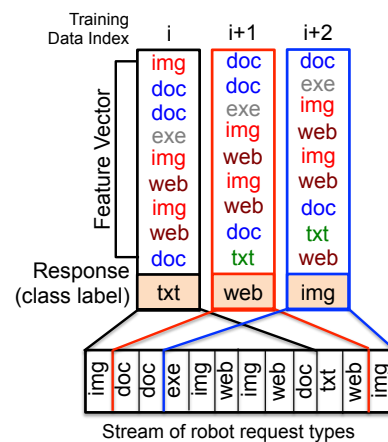 Training
Data Index
i
i+1
i+2
Feature Vector
img
doc
doc
exe
img
web
img
web
doc
doc
doc
exe
img
web
img
web
doc
txt
doc
exe
img
web
img
web
doc
txt
web
Response
(class label)
txt
web
img
img
doc
doc
exe
img
web
img
web
doc
txt
web
img
Stream of robot request types